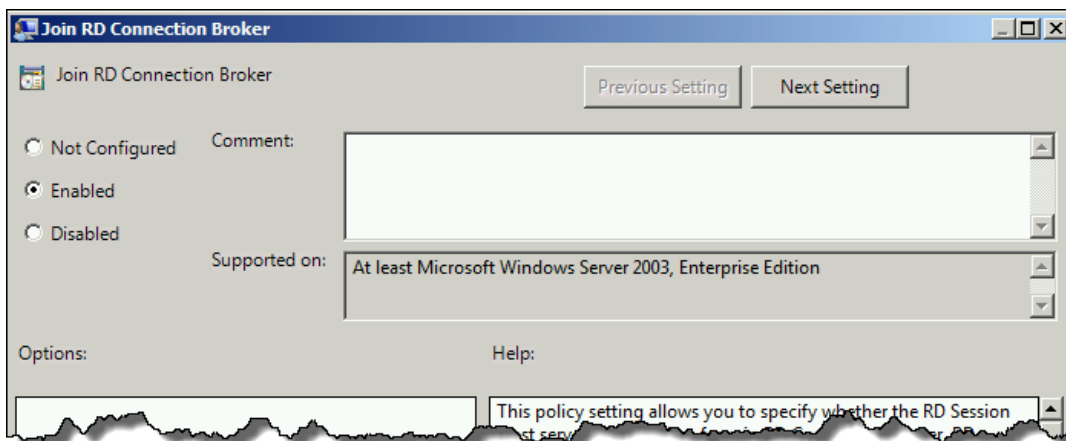 Join RD Connection Broker
Join RD Connection Broker
Previous Setting
Next Setting
Not Configured
Enabled
Disabled
Comment:
Supported on:
At least Microsoft Windows Server 2003, Enterprise Edition
Options:
Help:
This policy setting allows you to specify whether the RD Session